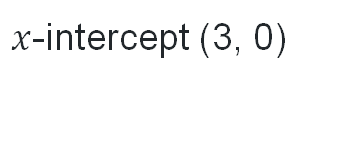 x-intercept (3, 0)